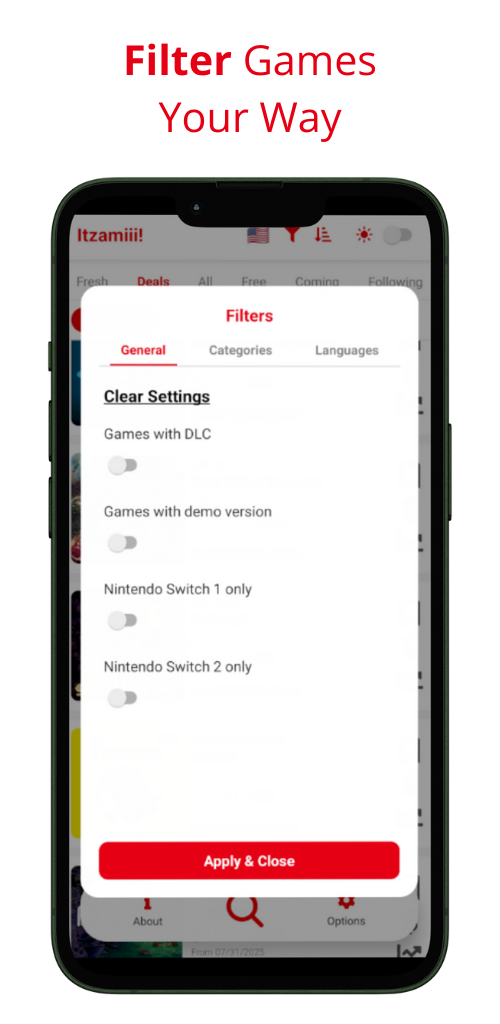 Filter Games
Your Way
Itzamiii!
Fresh Deals All Free Coming Following
Filters
General Categories Languages
Clear Settings
Games with DLC
Games with demo version
Nintendo Switch 1 only
Nintendo Switch 2 only
Apply & Close
About Options
From 07/31/2025